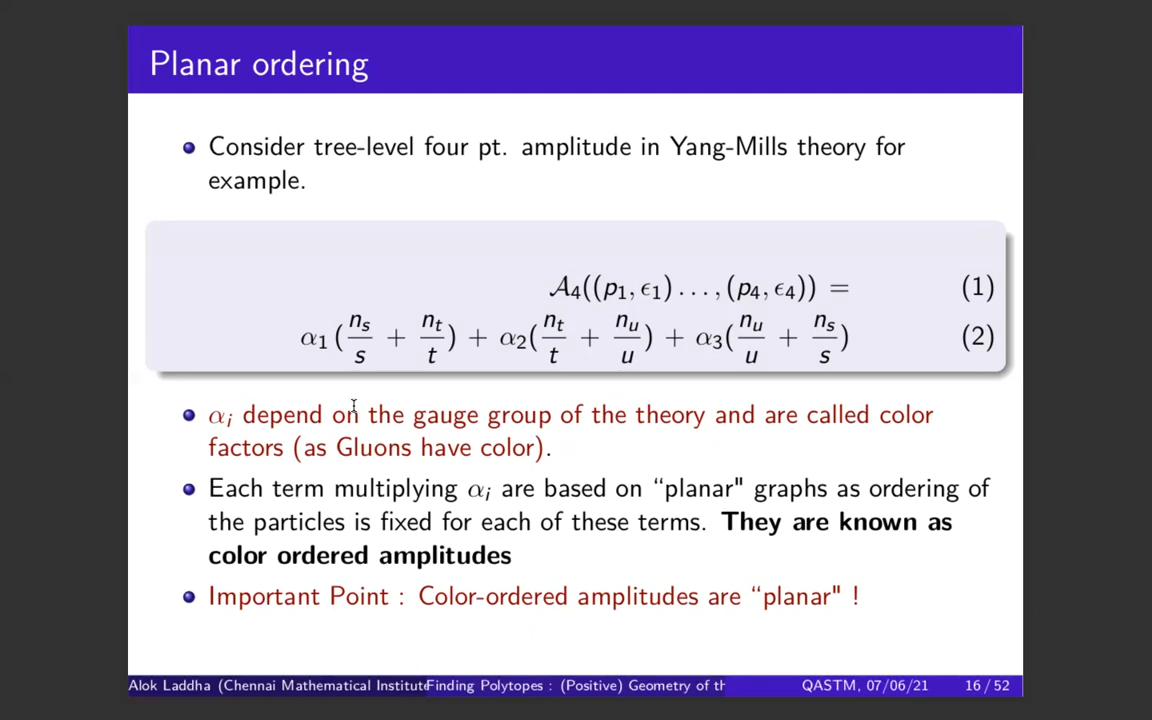 Planar ordering
Consider tree-level four pt. amplitude in Yang-Mills theory for
example.
𝒜₄((p₁, ϵ₁) . . . , (p₄, ϵ₄)) = (1)
α₁(nₛ/s + nₜ/t) + α₂(nₜ/t + nᵤ/u) + α₃(nᵤ/u + nₛ/s) (2)
αᵢ depend on the gauge group of the theory and are called color
factors (as Gluons have color).
Each term multiplying αᵢ are based on “planar" graphs as ordering of
the particles is fixed for each of these terms. They are known as
color ordered amplitudes
Important Point : Color-ordered amplitudes are “planar" !
Alok Laddha (Chennai Mathematical Institute Finding Polytopes : (Positive) Geometry of th QASTM, 07/06/21 16 / 52